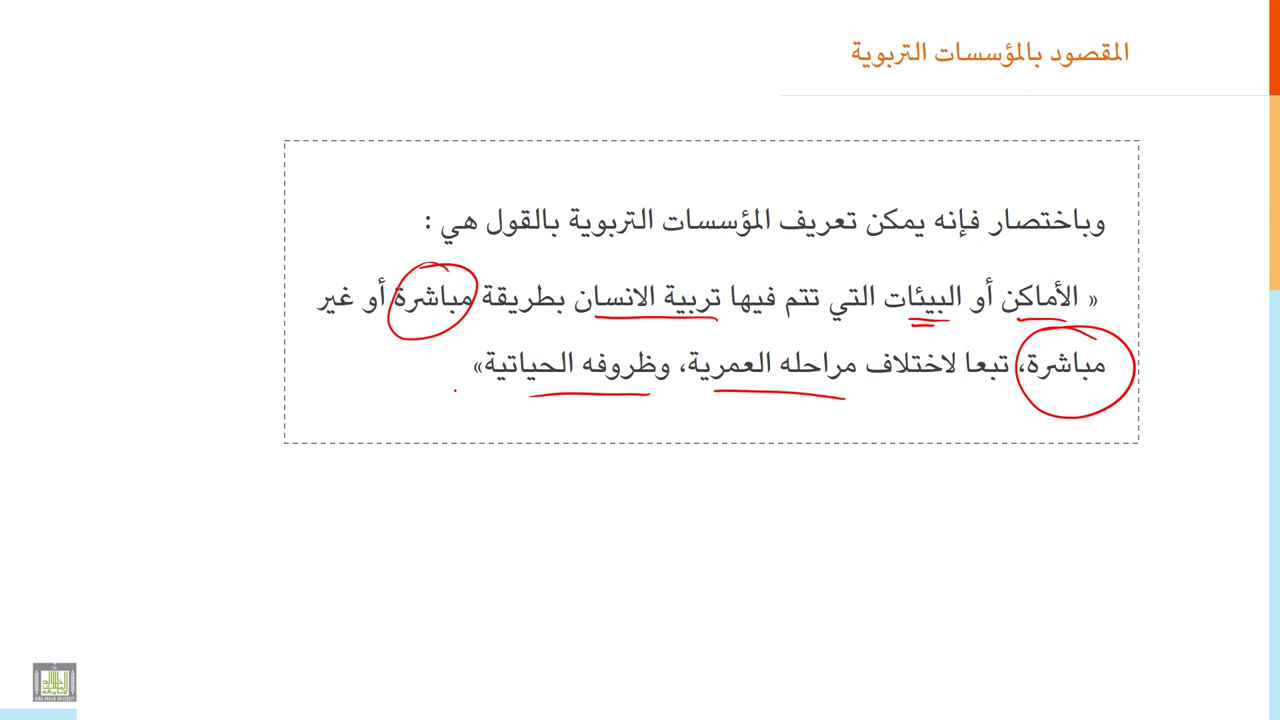 المقصود بالمؤسسات التربوية
وباختصار فإنه يمكن تعريف المؤسسات التربوية بالقول هي :
« الأماكن أو البيئات التي تتم فيها تربية الانسان بطريقة مباشرة أو غير
مباشرة، تبعا لاختلاف مراحله العمرية، وظروفه الحياتية»